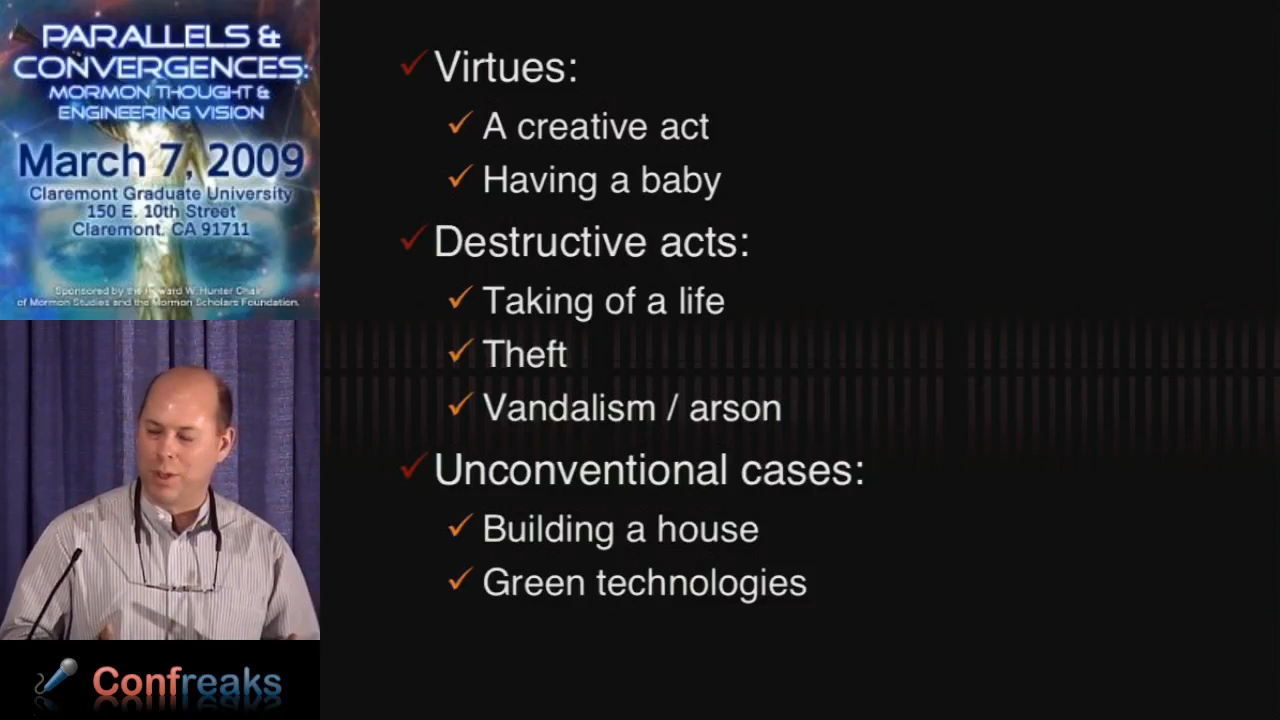 PARALLELS &
CONVERGENCES:
MORMON THOUGHT &
ENGINEERING VISION
March 7, 2009
Claremont Graduate University
150 E. 10th Street
Claremont, CA 91711
Sponsored by the Howard W. Hunter Chair
of Mormon Studies and the Mormon Scholars Foundation.
Confreaks
Virtues:
A creative act
Having a baby
Destructive acts:
Taking of a life
Theft
Vandalism / arson
Unconventional cases:
Building a house
Green technologies